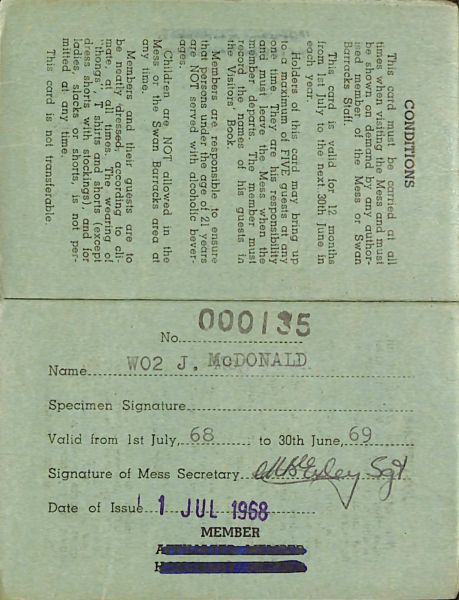 CONDITIONS
This card must be carried at all
times when visiting the Mess and must
be shown on demand by any author-
ised member of the Mess or Swan
Barracks Staff.
This card is valid for 12 months
from 1st July to the next 30th June in
each year.
Holders of this card may bring up
to a maximum of FIVE guests at any
one time. They are his responsibility
and must leave the Mess when the
member departs. The member must
record the names of his guests in
the Visitors' Book.
Members are responsible to ensure
that persons under the age of 21 years
are NOT served with alcoholic bever-
ages.
Children are NOT allowed in the
Mess or the Swan Barracks area at
any time.
Members and their guests are to
be neatly dressed, according to cli-
mate, at all times. The wearing of
"thongs," T shirts and shorts (except
dress shorts with stockings) and for
ladies, slacks or shorts, is not per-
mitted at any time.
This card is not transferable.
No. 000135
Name WO2 J. McDONALD
Specimen Signature
Valid from 1st July, 68 to 30th June, 69
Signature of Mess Secretary Sgt
Date of Issue 1 JUL 1968
MEMBER